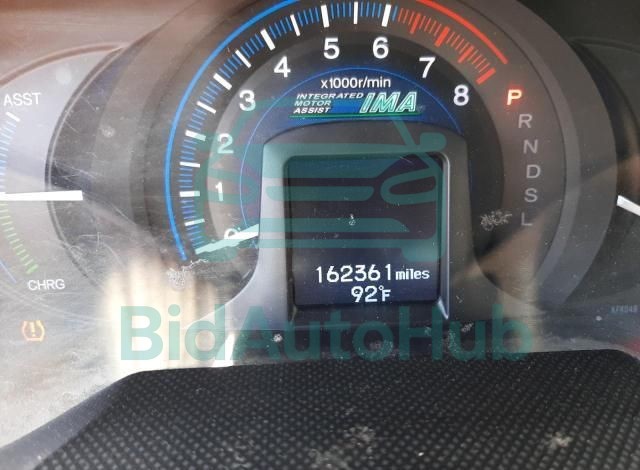 5 6
4 7
3 8
2
1
0
x1000r/min
INTEGRATED
MOTOR
ASSIST
IMA
P
R
N
D
S
L
ASST
CHRG
162361 miles
92°F
BidAutoHub